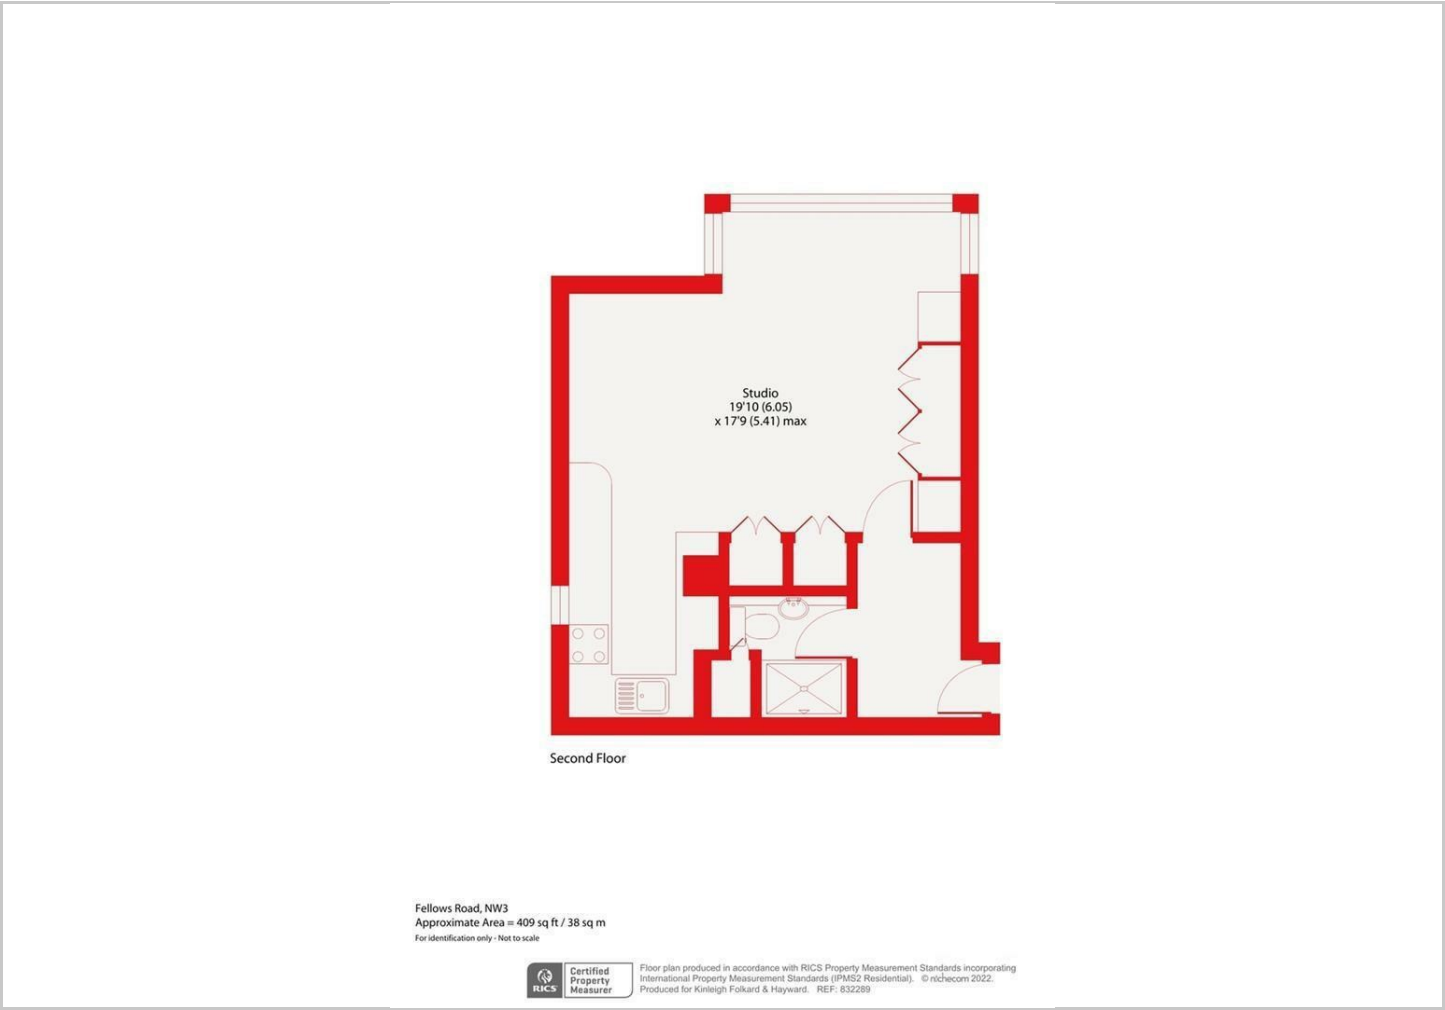 Studio
19'10 (6.05)
x 17'9 (5.41) max
Second Floor
Fellows Road, NW3
Approximate Area = 409 sq ft / 38 sq m
For identification only - Not to scale
RICS
Certified
Property
Measurer
Floor plan produced in accordance with RICS Property Measurement Standards incorporating
International Property Measurement Standards (IPMS2 Residential). © nichecom 2022.
Produced for Kinleigh Folkard & Hayward. REF: 832289